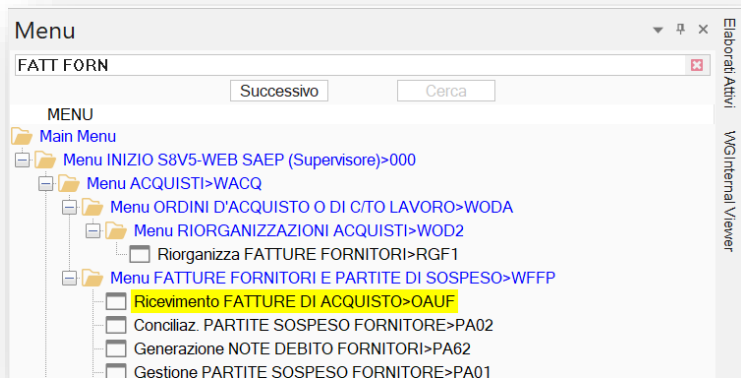 Menu
FATT FORN
Successivo
Cerca
MENU
Main Menu
Menu INIZIO S8V5-WEB SAEP (Supervisore)>000
Menu ACQUISTI>WACQ
Menu ORDINI D'ACQUISTO O DI C/TO LAVORO>WODA
Menu RIORGANIZZAZIONI ACQUISTI>WOD2
Riorganizza FATTURE FORNITORI>RGF1
Menu FATTURE FORNITORI E PARTITE DI SOSPESO>WFFP
Ricevimento FATTURE DI ACQUISTO>OAUF
Conciliaz. PARTITE SOSPESO FORNITORE>PA02
Generazione NOTE DEBITO FORNITORI>PA62
Gestione PARTITE SOSPESO FORNITORE>PA01
Elaborati Attivi
WGInternal Viewer